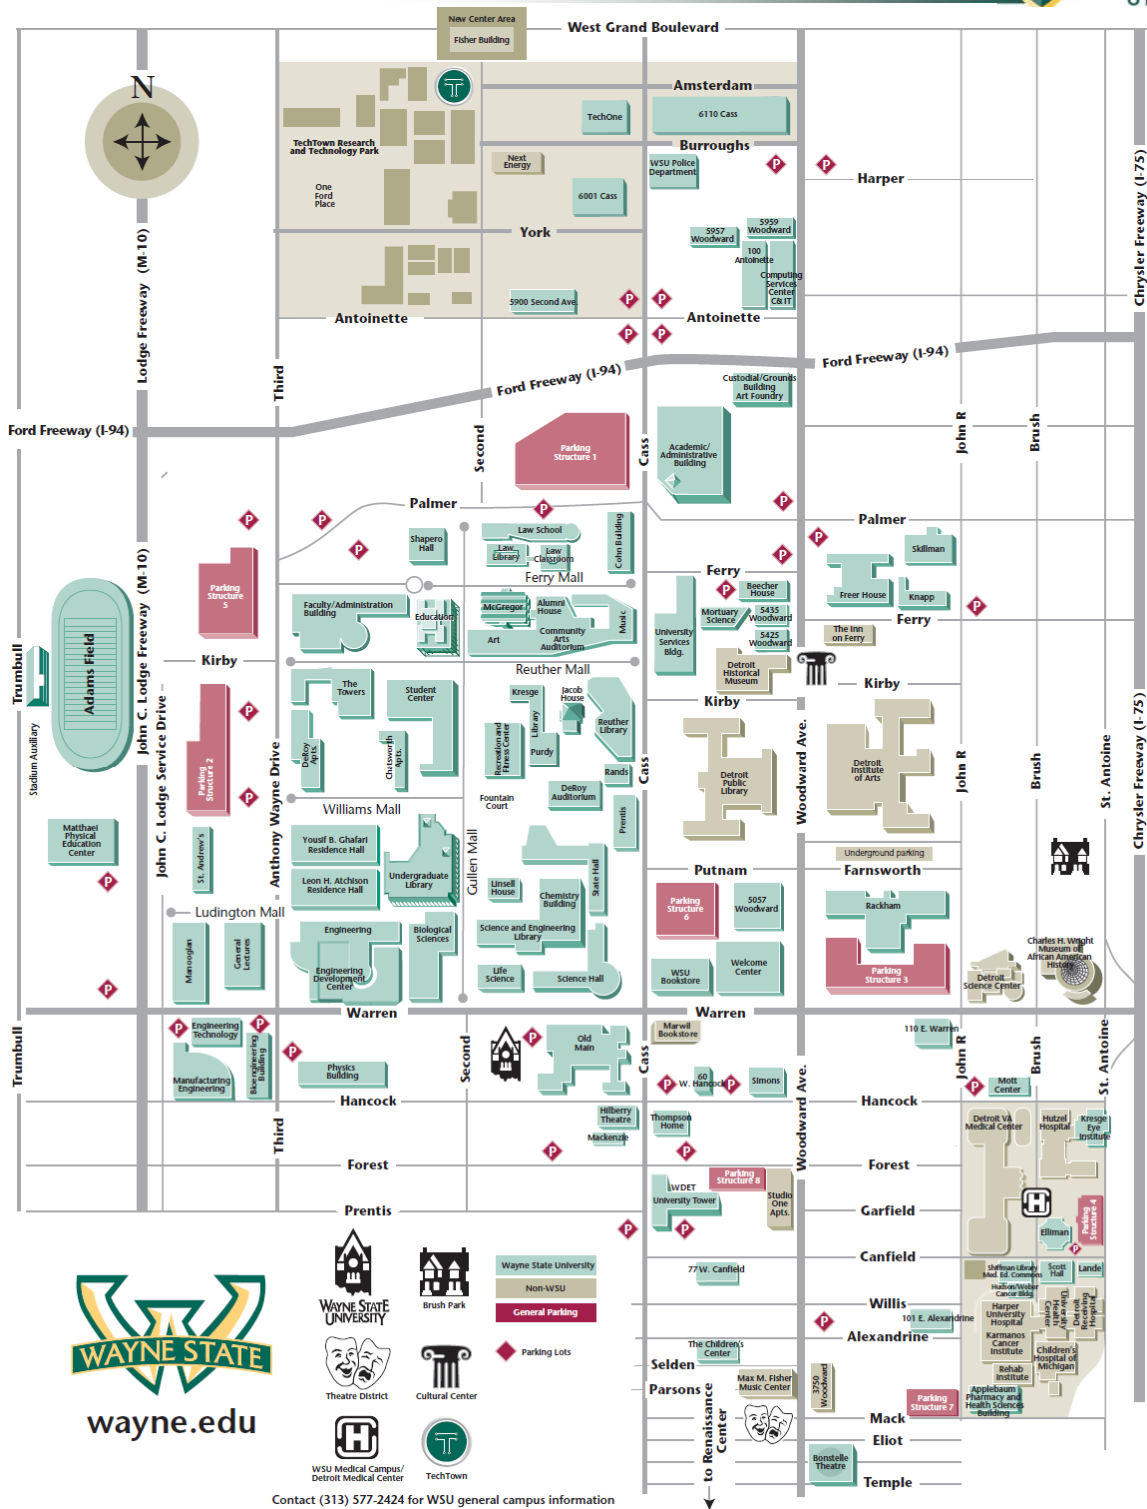 New Center Area
Fisher Building
West Grand Boulevard
N
Amsterdam
TechOne
6110 Cass
TechTown Research
and Technology Park
Burroughs
Next
Energy
WSU Police
Department
P
P
Harper
One
Ford
Place
6001 Cass
York
5957
Woodward
5959
Woodward
100
Antoinette
Computing
Services
Center
C& IT
5900 Second Ave.
P
P
Antoinette
Antoinette
P
P
Lodge Freeway (M-10)
Third
Chrysler Freeway (I-75)
Ford Freeway (I-94)
Ford Freeway (I-94)
Ford Freeway (I-94)
Custodial/Grounds
Building
Art Foundry
Second
Cass
John R
Brush
Parking
Structure 1
Academic/
Administrative
Building
Palmer
P
P
P
P
P
Palmer
P
P
P
Shapero
Hall
Law School
Law
Library
Law
Classroom
Cohn Building
Ferry Mall
Ferry
Skillman
Freer House
Knapp
P
Parking
Structure
5
Faculty/Administration
Building
Education
McGregor
Alumni
House
Art
Community
Arts
Auditorium
Music
University
Services
Bldg.
P
Beecher
House
Mortuary
Science
5435
Woodward
5425
Woodward
Ferry
The Inn
on Ferry
John C. Lodge Freeway (M-10)
Trumbull
Adams Field
Stadium Auxiliary
Kirby
Reuther Mall
Detroit
Historical
Museum
Kirby
Kirby
The
Towers
Student
Center
Kresge
Library
Purdy
Jacob
House
Reuther
Library
DeRoy
Apts.
Chatsworth
Apts.
Recreation and
Fitness Center
Rands
DeRoy
Auditorium
Fountain
Court
Prentis
Parking
Structure 2
P
P
John C. Lodge Service Drive
Anthony Wayne Drive
Williams Mall
Gullen Mall
Cass
Detroit
Public
Library
Woodward Ave.
Detroit
Institute
of Arts
John R
Brush
St. Antoine
Chrysler Freeway (I-75)
Matthaei
Physical
Education
Center
P
St. Andrew's
Yousif B. Ghafari
Residence Hall
Leon H. Atchison
Residence Hall
Undergraduate
Library
Linsell
House
Chemistry
Building
State Hall
Underground parking
Putnam
Farnsworth
Parking
Structure
6
5057
Woodward
Rackham
Ludington Mall
Manoogian
General
Lectures
Engineering
Engineering
Development
Center
Biological
Sciences
Science and Engineering
Library
Life
Science
Science Hall
WSU
Bookstore
Welcome
Center
Parking
Structure 3
Detroit
Science Center
Charles H. Wright
Museum of
African American
History
P
Warren
Warren
Trumbull
P
Engineering
Technology
P
Bioengineering
Building
Manufacturing
Engineering
P
Physics
Building
Second
P
Old
Main
Cass
Marwil
Bookstore
P
60
W. Hancock
P
Simons
Woodward Ave.
110 E. Warren
John R
Brush
St. Antoine
P
Mott
Center
Hancock
Hancock
Third
Hilberry
Theatre
Mackenzie
Thompson
Home
P
P
Detroit VA
Medical Center
Hutzel
Hospital
Kresge
Eye
Institute
Forest
Forest
WDET
University Tower
Parking
Structure 8
Studio
One
Apts.
P
P
H
Parking
Structure 4
Elliman
P
Prentis
Garfield
Canfield
77 W. Canfield
Shiffman Library
Med. Ed. Commons
Scott
Hall
Lande
Hudson/Weber
Cancer Bldg.
Willis
P
101 E. Alexandrine
Harper
University
Hospital
University
Health
Center
Detroit
Receiving
Hospital
Alexandrine
The Children's
Center
Karmanos
Cancer
Institute
Children's
Hospital of
Michigan
Selden
Parsons
Max M. Fisher
Music Center
3750
Woodward
Rehab
Institute
Parking
Structure 7
Applebaum
Pharmacy and
Health Sciences
Building
Mack
Eliot
Bonstelle
Theatre
Temple
to Renaissance
Center
WAYNE STATE
wayne.edu
WAYNE STATE
UNIVERSITY
Brush Park
Theatre District
Cultural Center
H
WSU Medical Campus/
Detroit Medical Center
TechTown
Wayne State University
Non-WSU
General Parking
Parking Lots
Contact (313) 577-2424 for WSU general campus information